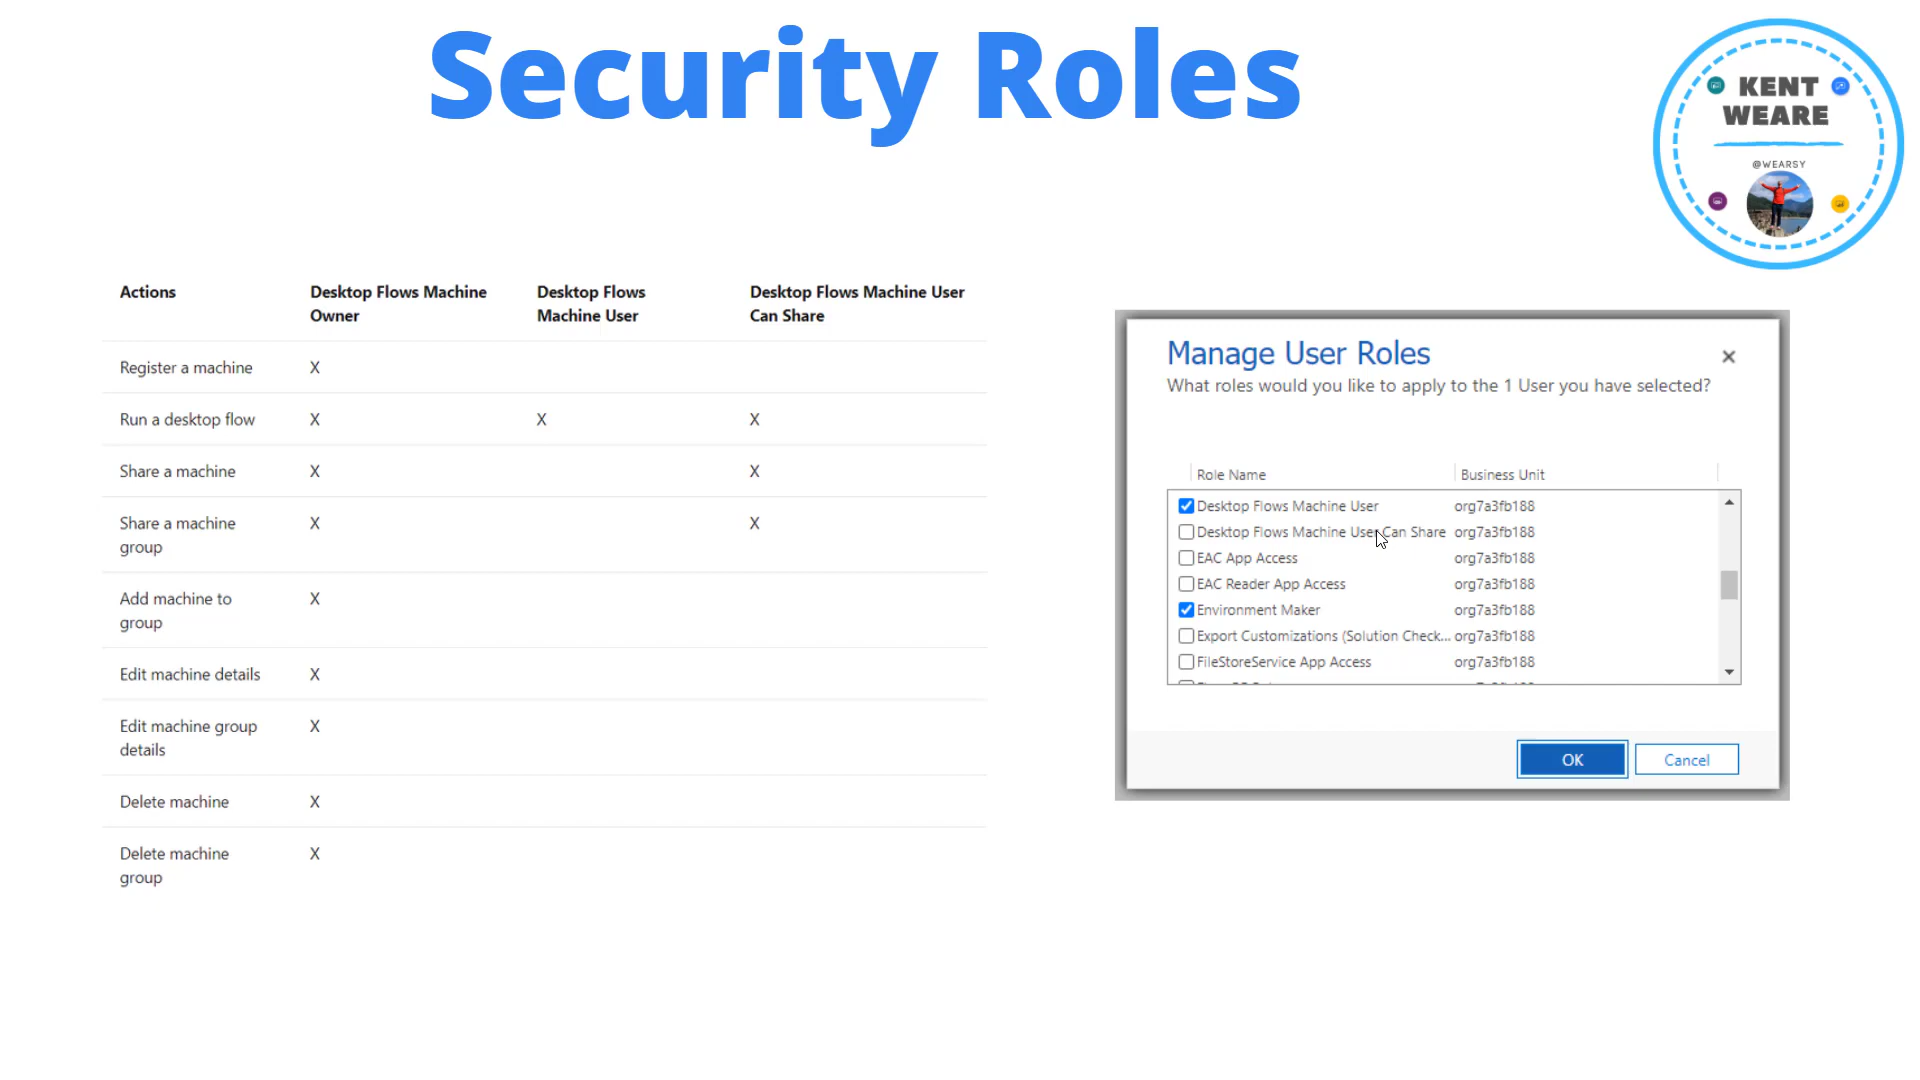 Security Roles
KENT
WEARE
@WEARSY
Actions Desktop Flows Machine Desktop Flows Desktop Flows Machine User
Owner Machine User Can Share
Register a machine X
Run a desktop flow X X X
Share a machine X X
Share a machine X X
group
Add machine to X
group
Edit machine details X
Edit machine group X
details
Delete machine X
Delete machine X
group
Manage User Roles
What roles would you like to apply to the 1 User you have selected?
Role Name Business Unit
Desktop Flows Machine User org7a3fb188
Desktop Flows Machine User Can Share org7a3fb188
EAC App Access org7a3fb188
EAC Reader App Access org7a3fb188
Environment Maker org7a3fb188
Export Customizations (Solution Check... org7a3fb188
FileStoreService App Access org7a3fb188
OK Cancel